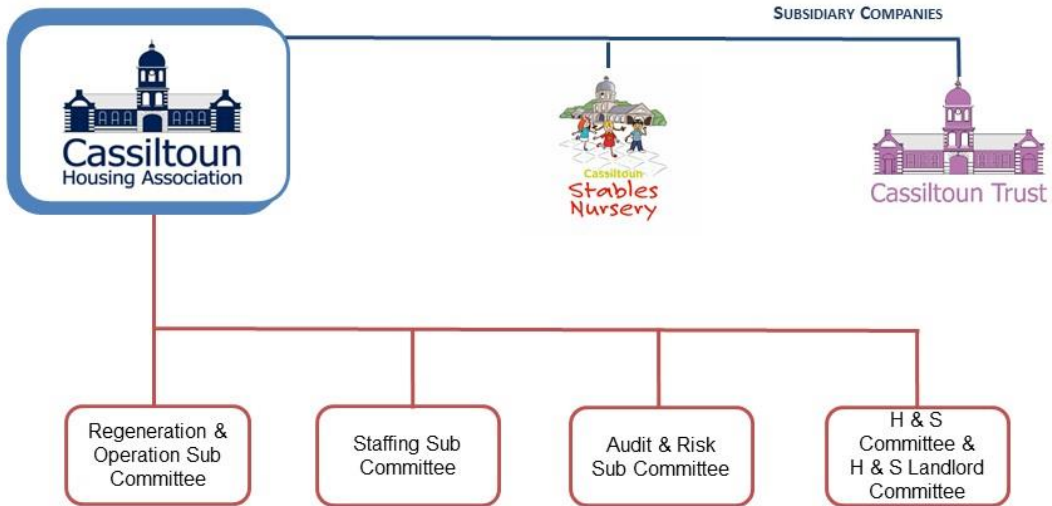 SUBSIDIARY COMPANIES
Cassiltoun
Housing Association
Cassiltoun
Stables
Nursery
Cassiltoun Trust
Regeneration &
Operation Sub
Committee
Staffing Sub
Committee
Audit & Risk
Sub Committee
H & S
Committee &
H & S Landlord
Committee